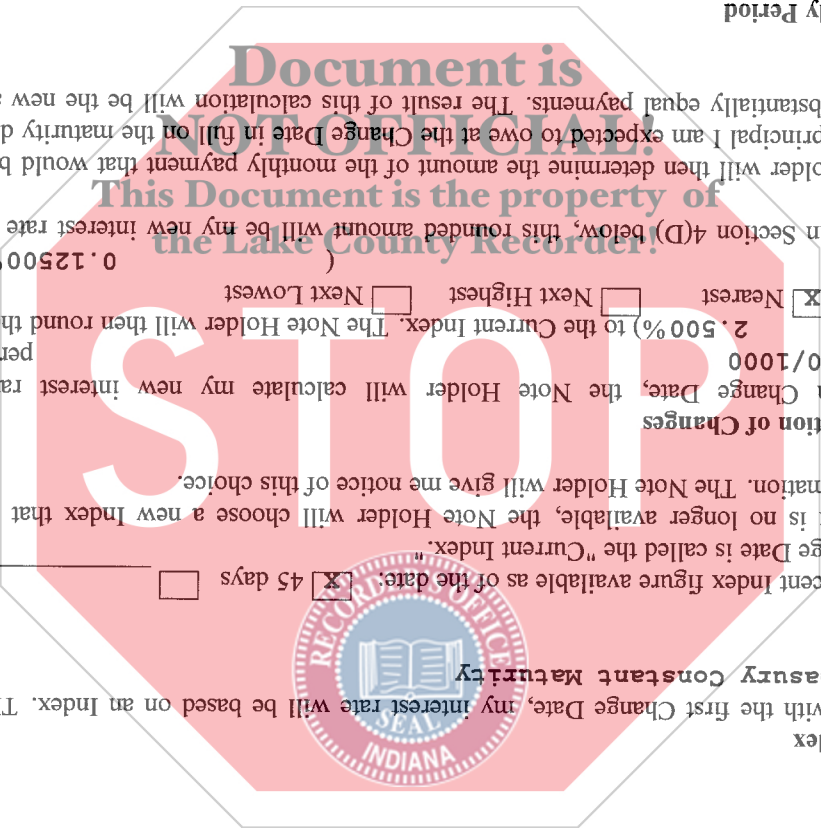 Document is
NOT OFFICIAL!
This Document is the property of
the Lake County Recorder!
STOP
RECORDER'S OFFICE
SEAL
INDIANA
dex
with the first Change Date, my interest rate will be based on an Index. T
asury Constant Maturity
cent Index figure available as of the date: X 45 days
ge Date is called the "Current Index."
is no longer available, the Note Holder will choose a new Index that
mation. The Note Holder will give me notice of this choice.
tion of Changes
Change Date, the Note Holder will calculate my new interest ra
0/1000 per
2.500 %) to the Current Index. The Note Holder will then round th
X Nearest Next Highest Next Lowest
( 0.12500%
n Section 4(D) below, this rounded amount will be my new interest rate
older will then determine the amount of the monthly payment that would b
principal I am expected to owe at the Change Date in full on the maturity d
bstantially equal payments. The result of this calculation will be the new
ly Period